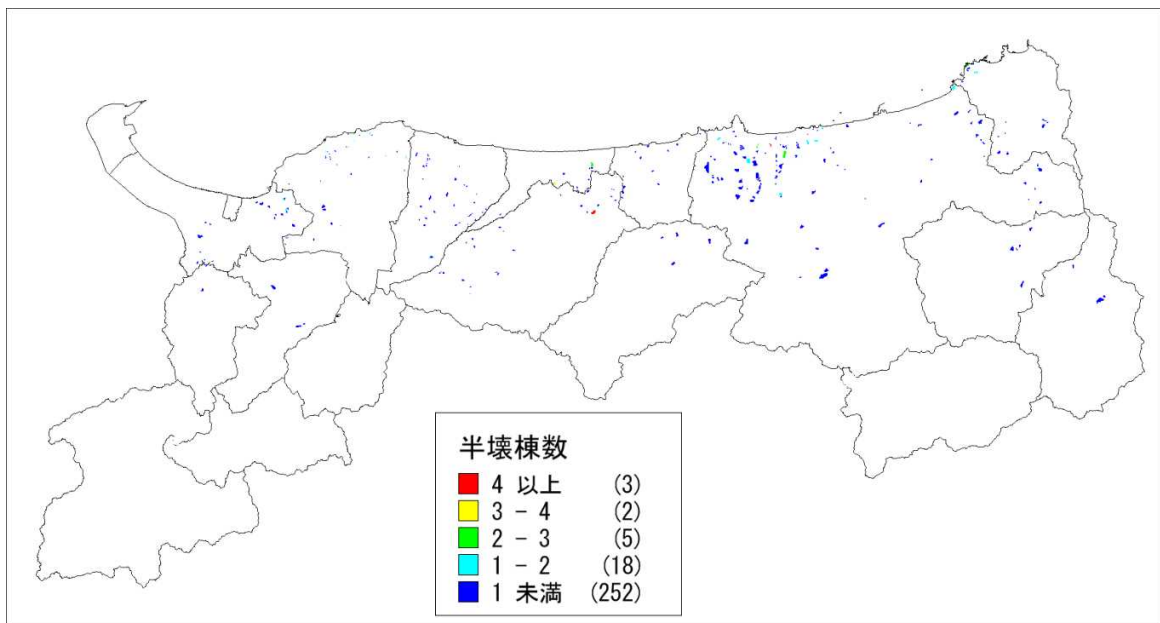 半壊棟数
4 以上 (3)
3 - 4 (2)
2 - 3 (5)
1 - 2 (18)
1 未満 (252)